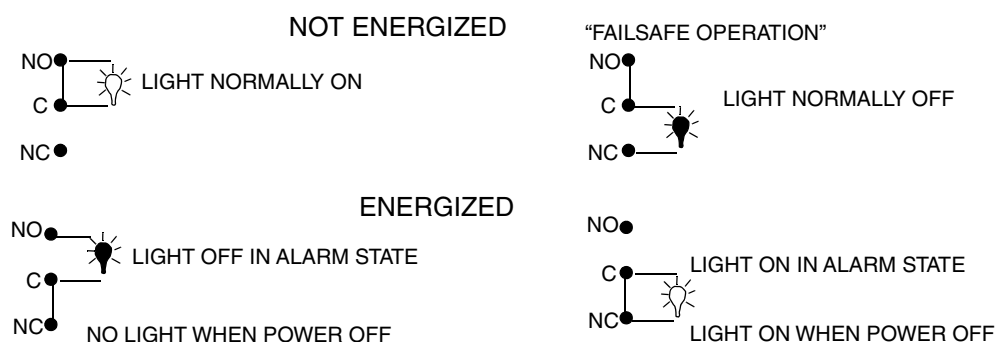 NOT ENERGIZED
"FAILSAFE OPERATION"
NO
LIGHT NORMALLY ON
C
NC
NO
C
LIGHT NORMALLY OFF
NC
ENERGIZED
NO
LIGHT OFF IN ALARM STATE
C
NC
NO LIGHT WHEN POWER OFF
NO
C
LIGHT ON IN ALARM STATE
NC
LIGHT ON WHEN POWER OFF